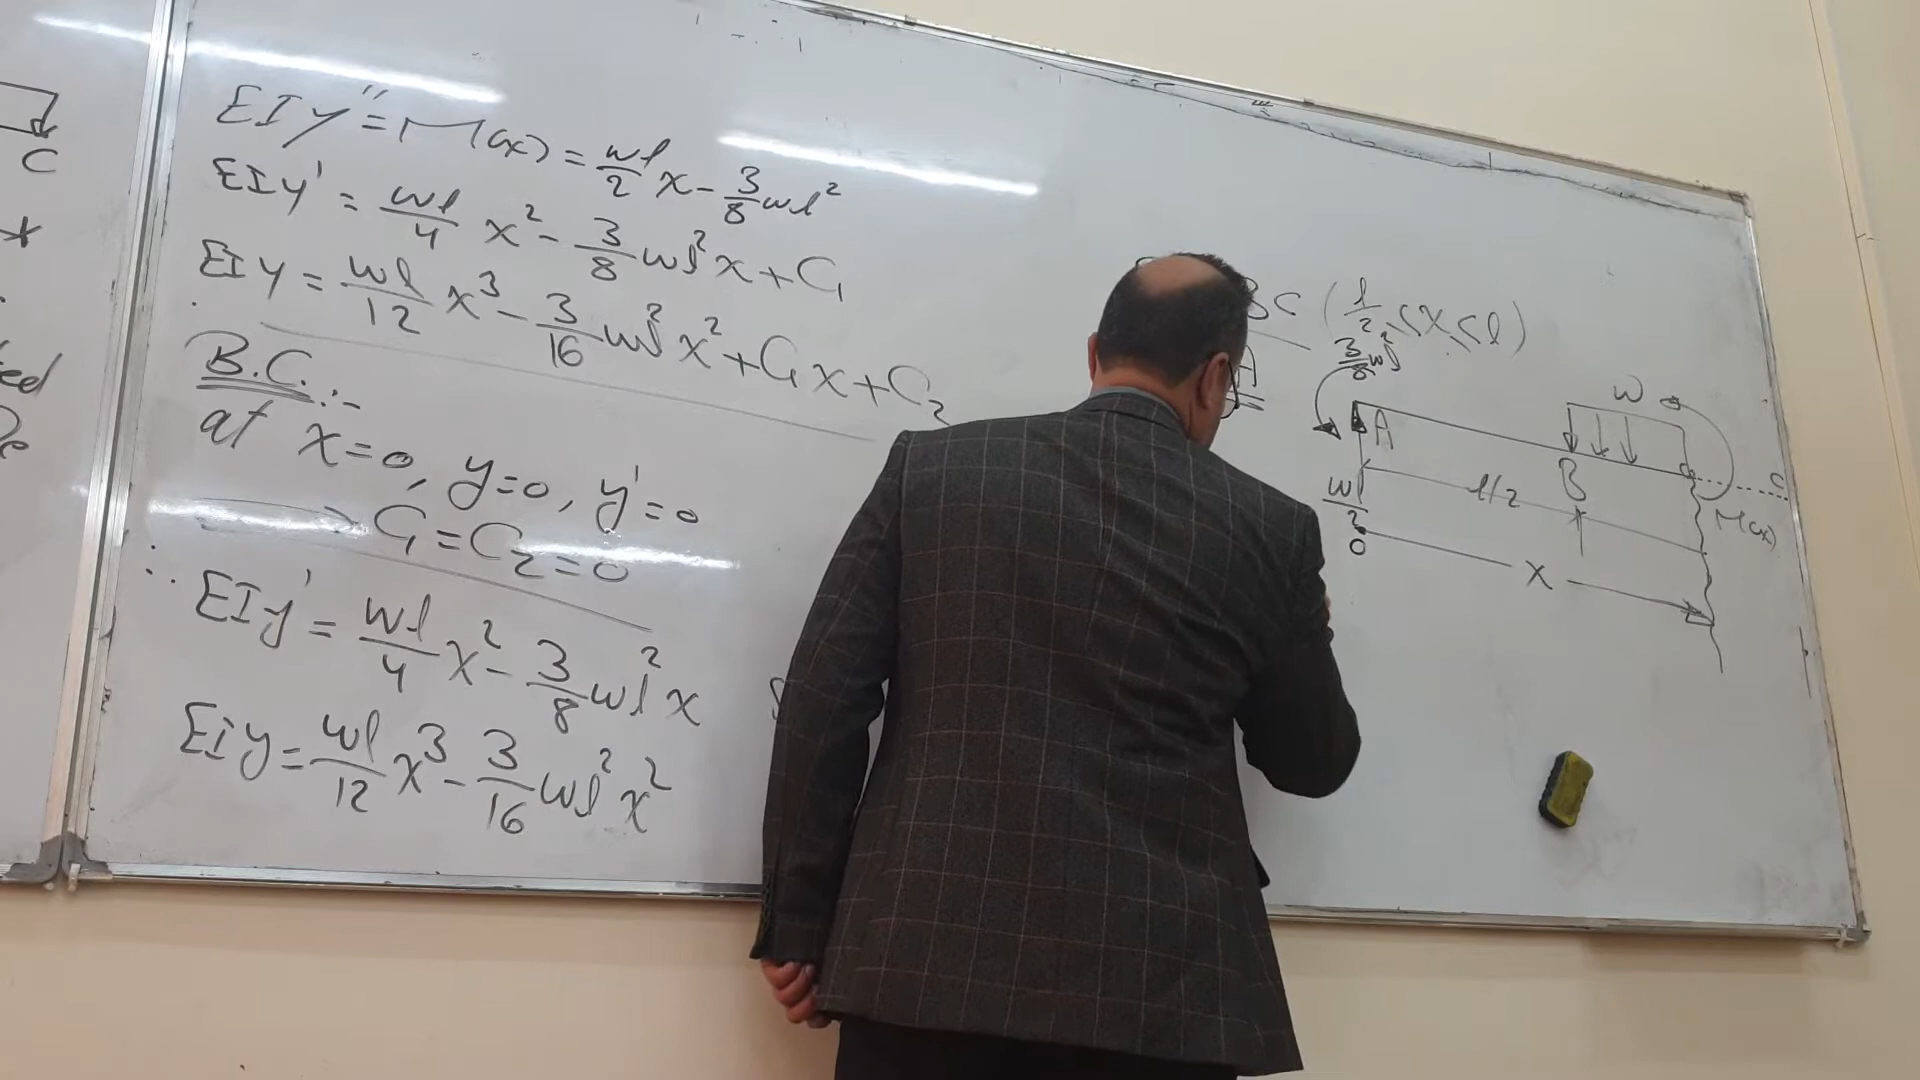 C
EIy'' = M(x) = wl/2 x - 3/8 wl²
EIy' = wl/4 x² - 3/8 wl² x + C₁
EIy = wl/12 x³ - 3/16 wl² x² + C₁x + C₂
B.C.:-
at x=0, y=0, y'=0
→ C₁ = C₂ = 0
∴ EIy' = wl/4 x² - 3/8 wl² x
EIy = wl/12 x³ - 3/16 wl² x²
BC (l/2 ≤ x ≤ l)
3/8 wl²
A
w
A
B
C
l/2
wl/2
M(x)
0
x